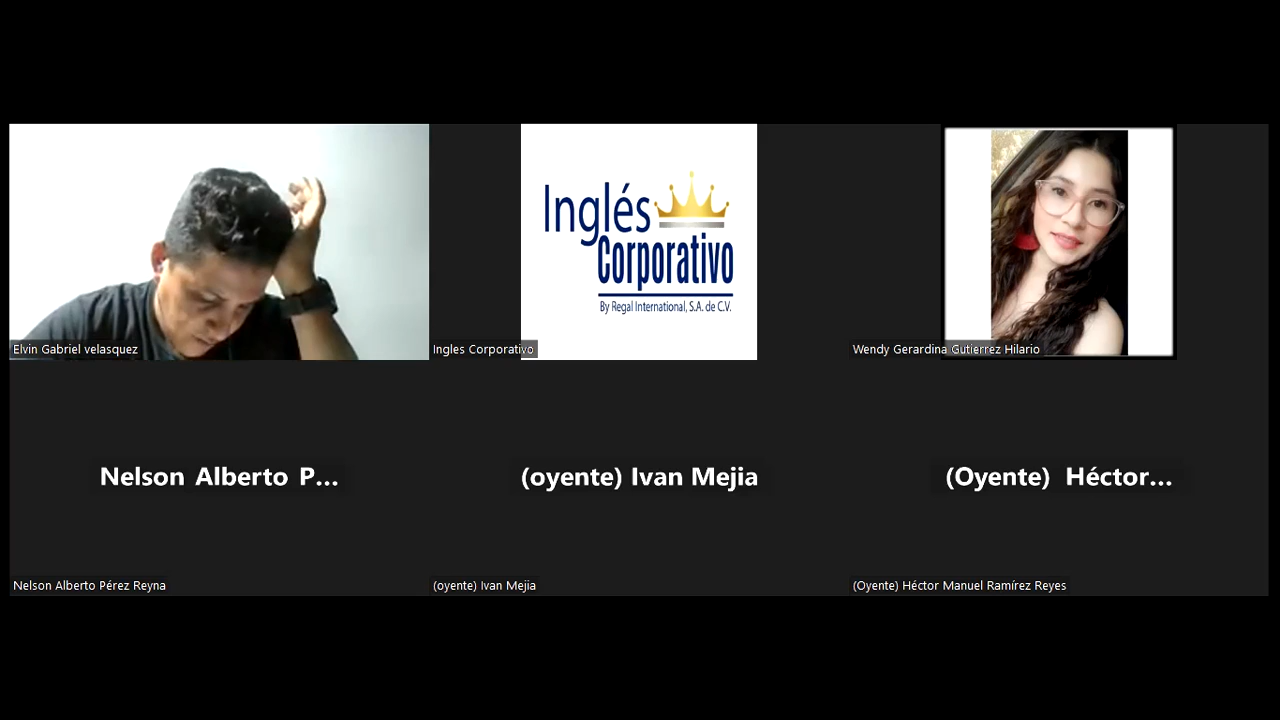 Inglés
Corporativo
By Regal International, S.A. de C.V.
Elvin Gabriel velasquez
Ingles Corporativo
Wendy Gerardina Gutierrez Hilario
Nelson Alberto P...
(oyente) Ivan Mejia
(Oyente) Héctor...
Nelson Alberto Pérez Reyna
(oyente) Ivan Mejia
(Oyente) Héctor Manuel Ramírez Reyes